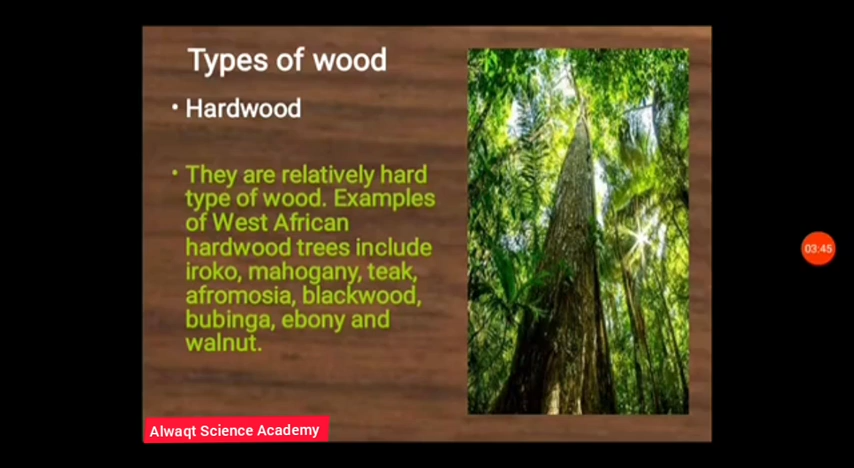 Types of wood
• Hardwood
• They are relatively hard
type of wood. Examples
of West African
hardwood trees include
iroko, mahogany, teak,
afromosia, blackwood,
bubinga, ebony and
walnut.
03:45
Alwaqt Science Academy